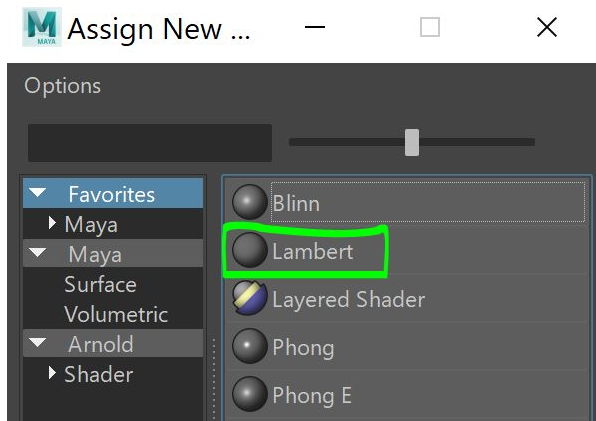 M
MAYA
Assign New ...
Options
Favorites
Maya
Maya
Surface
Volumetric
Arnold
Shader
Blinn
Lambert
Layered Shader
Phong
Phong E